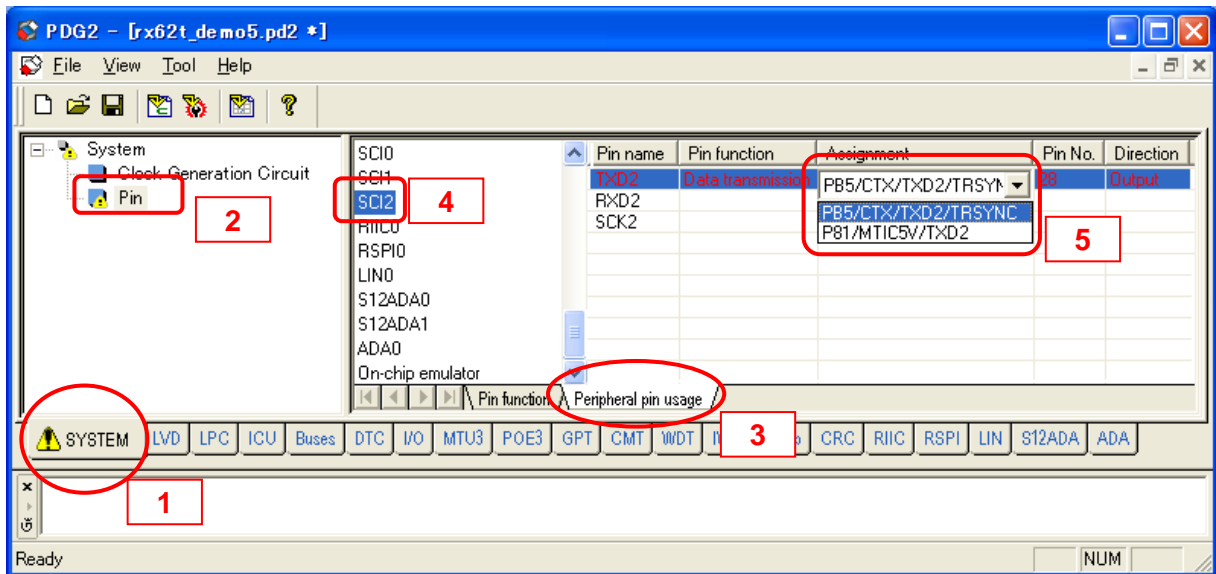 PDG2 - [rx62t_demo5.pd2 *]
File View Tool Help
System
Clock Generation Circuit
Pin
2
SCI0
SCI1
SCI2
4
RIIC0
RSPI0
LIN0
S12ADA0
S12ADA1
ADA0
On-chip emulator
Pin name Pin function Assignment Pin No. Direction
TXD2 Data transmission PB5/CTX/TXD2/TRSYN 28 Output
RXD2
SCK2
PB5/CTX/TXD2/TRSYNC
P81/MTIC5V/TXD2
5
Pin function Peripheral pin usage
3
SYSTEM LVD LPC ICU Buses DTC I/O MTU3 POE3 GPT CMT WDT CRC RIIC RSPI LIN S12ADA ADA
1
Ready NUM